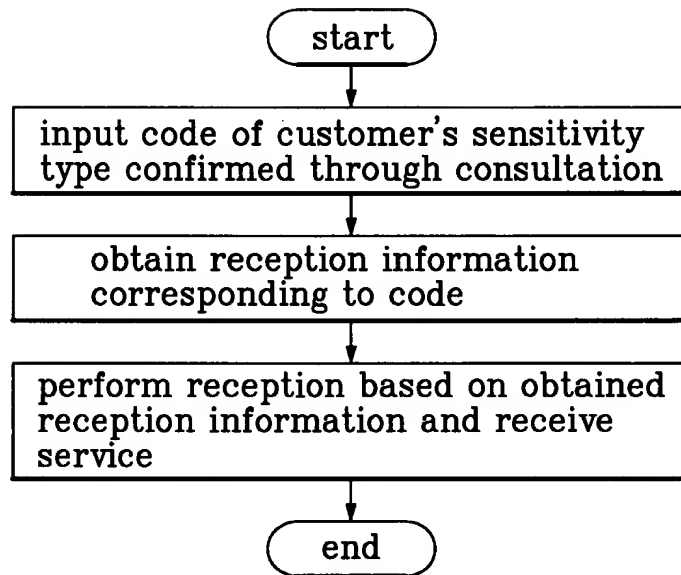 start
input code of customer's sensitivity
type confirmed through consultation
obtain reception information
corresponding to code
perform reception based on obtained
reception information and receive
service
end